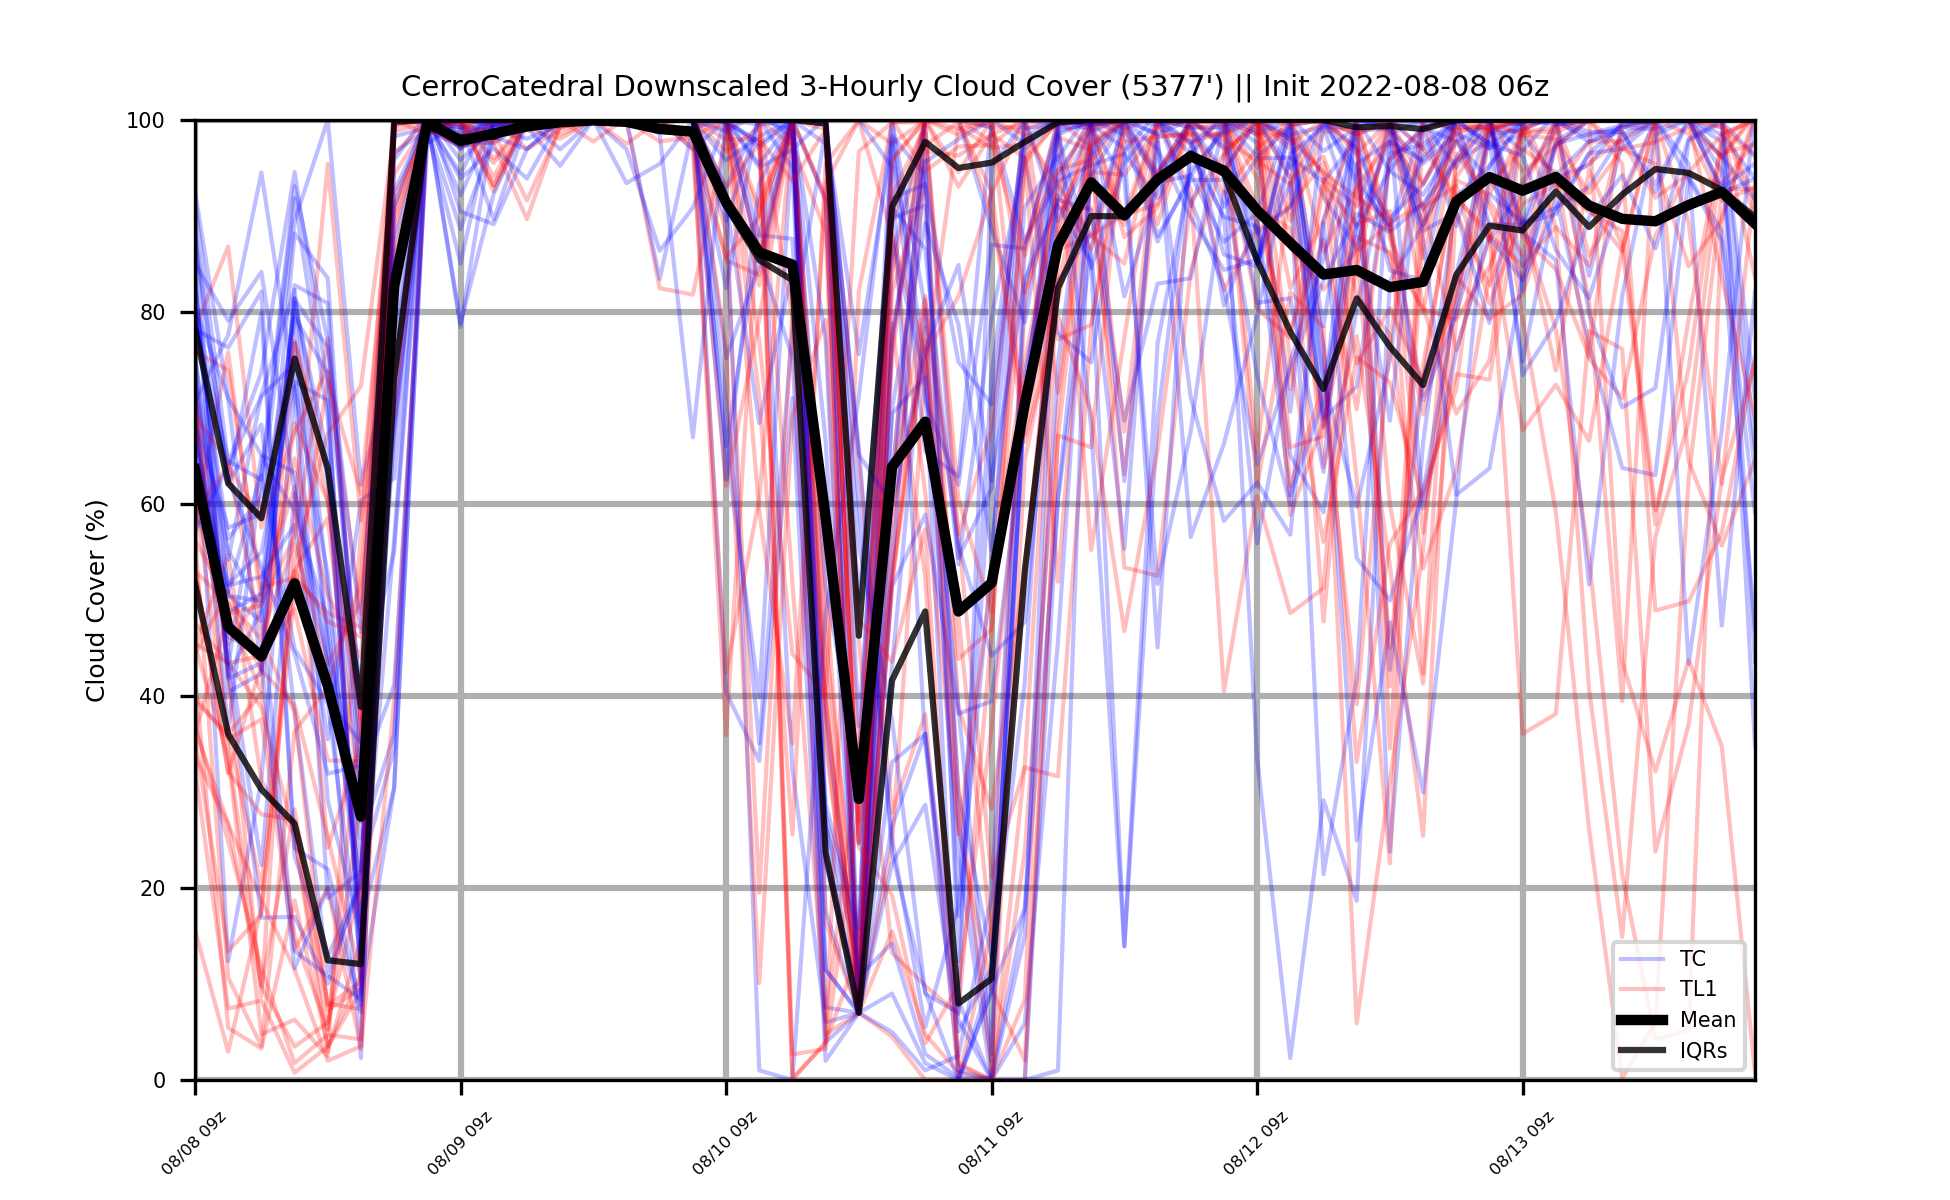 CerroCatedral Downscaled 3-Hourly Cloud Cover (5377') || Init 2022-08-08 06z
Cloud Cover (%)
100
80
60
40
20
0
TC
TL1
Mean
IQRs
08/08 09z
08/09 09z
08/10 09z
08/11 09z
08/12 09z
08/13 09z